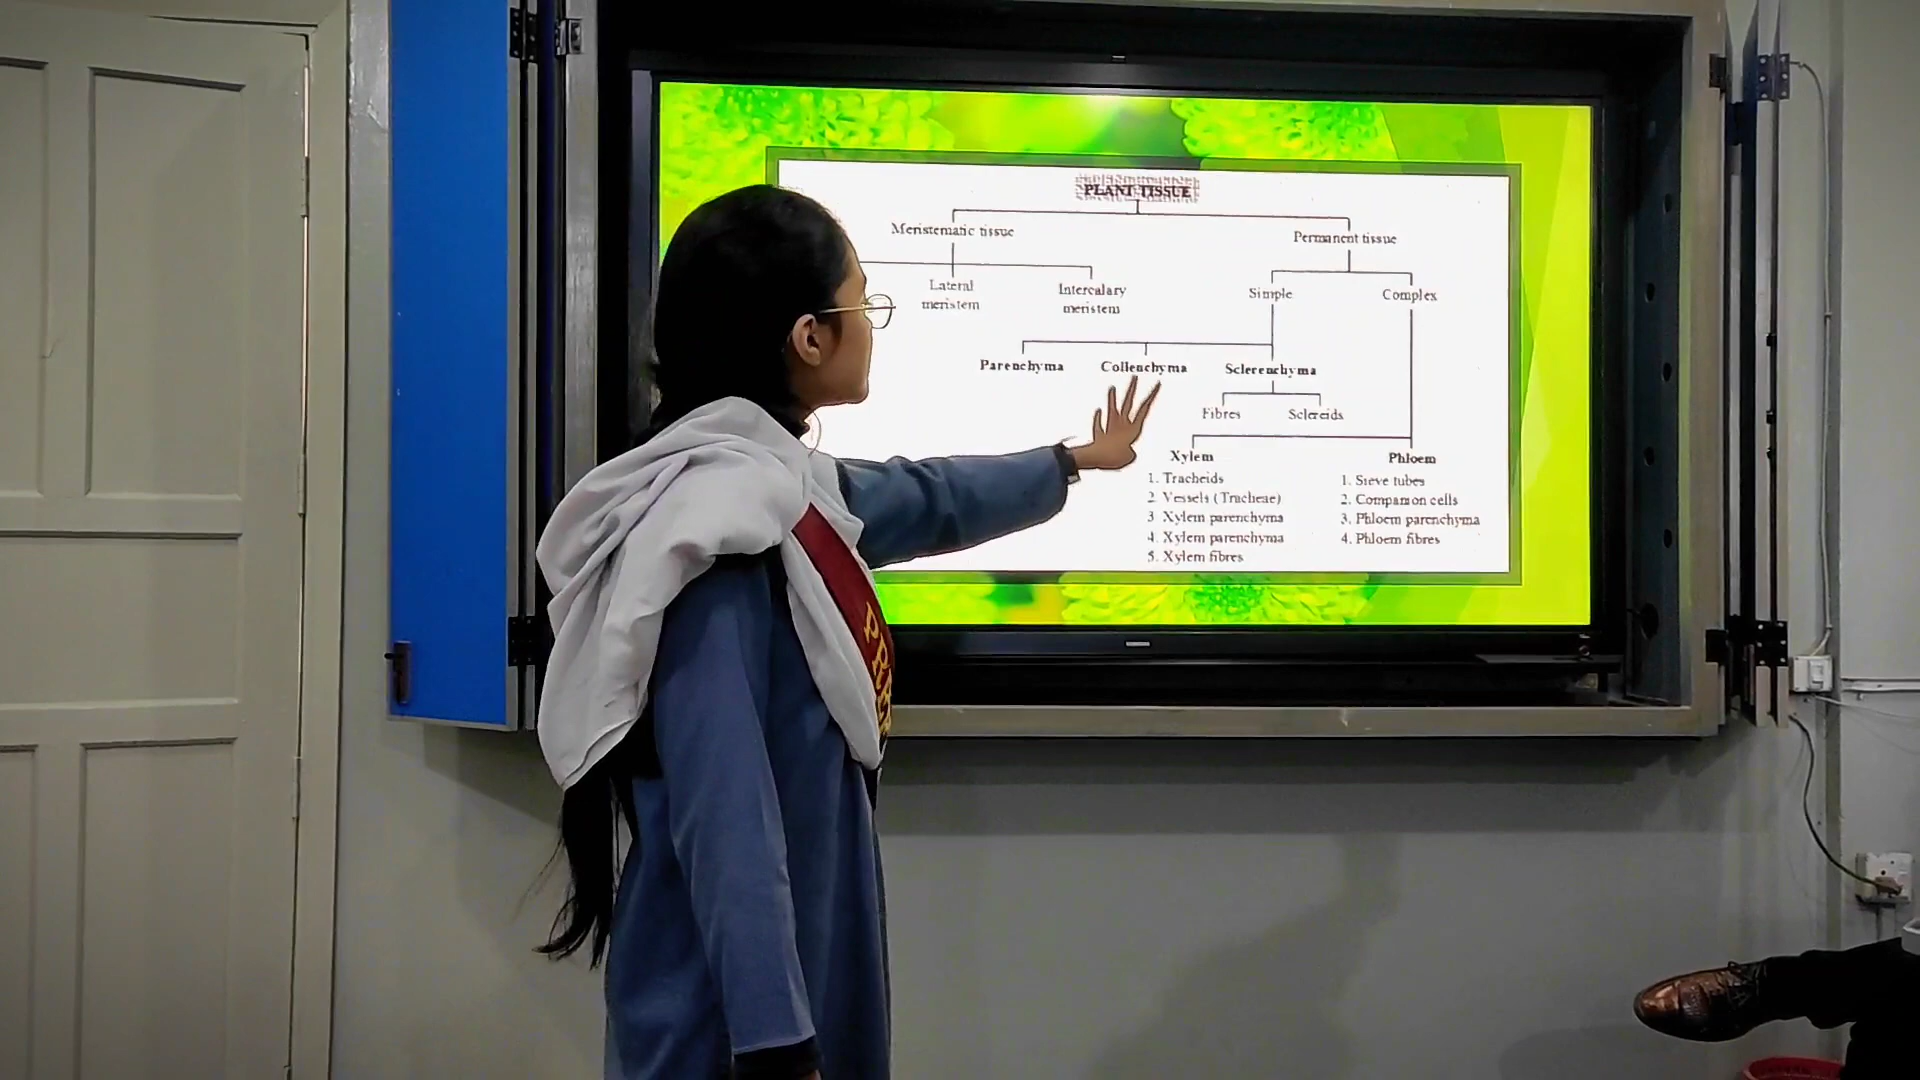 PLANT TISSUE
Meristematic tissue
Permanent tissue
Lateral
meristem
Intercalary
meristem
Simple
Complex
Parenchyma
Collenchyma
Sclerenchyma
Fibres
Sclereids
Xylem
1. Tracheids
2 Vessels (Tracheae)
3 Xylem parenchyma
4. Xylem parenchyma
5. Xylem fibres
Phloem
1. Sieve tubes
2. Companion cells
3. Phloem parenchyma
4. Phloem fibres
PRE